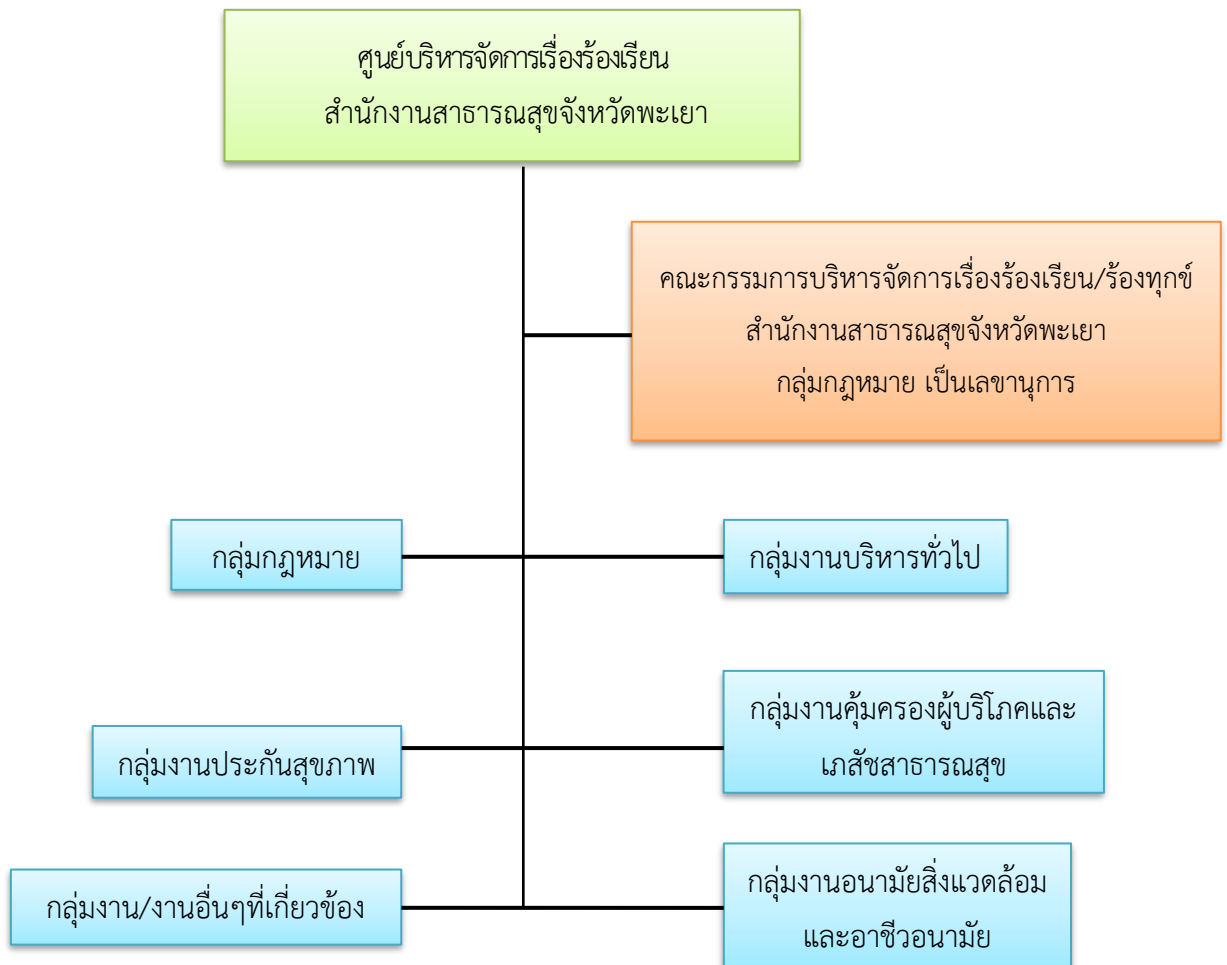 ศูนย์บริหารจัดการเรื่องร้องเรียน
สำนักงานสาธารณสุขจังหวัดพะเยา
คณะกรรมการบริหารจัดการเรื่องร้องเรียน/ร้องทุกข์
สำนักงานสาธารณสุขจังหวัดพะเยา
กลุ่มกฎหมาย เป็นเลขานุการ
กลุ่มกฎหมาย
กลุ่มงานบริหารทั่วไป
กลุ่มงานประกันสุขภาพ
กลุ่มงานคุ้มครองผู้บริโภคและ
เภสัชสาธารณสุข
กลุ่มงาน/งานอื่นๆที่เกี่ยวข้อง
กลุ่มงานอนามัยสิ่งแวดล้อม
และอาชีวอนามัย